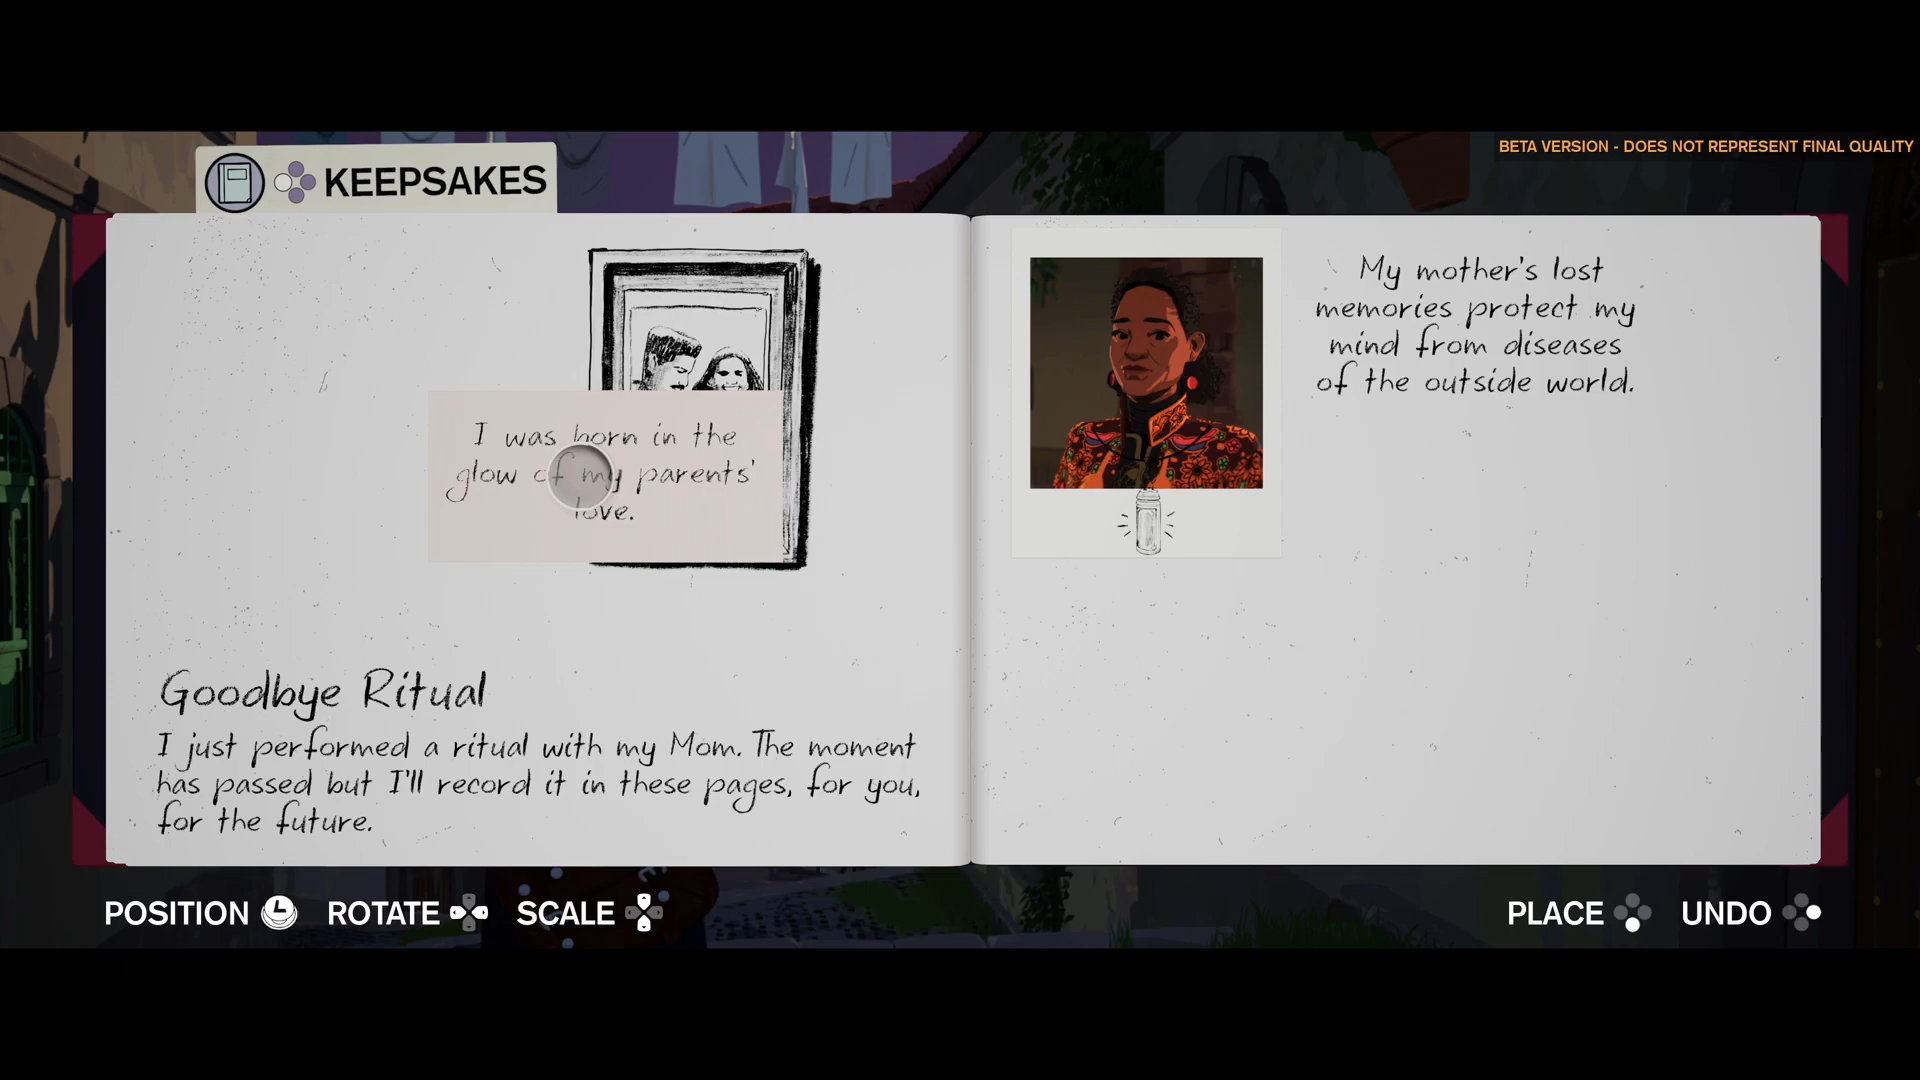 BETA VERSION - DOES NOT REPRESENT FINAL QUALITY
KEEPSAKES
I was born in the
glow of my parents'
love.
Goodbye Ritual
I just performed a ritual with my Mom. The moment
has passed but I'll record it in these pages, for you,
for the future.
My mother's lost
memories protect my
mind from diseases
of the outside world.
POSITION ROTATE SCALE
PLACE UNDO